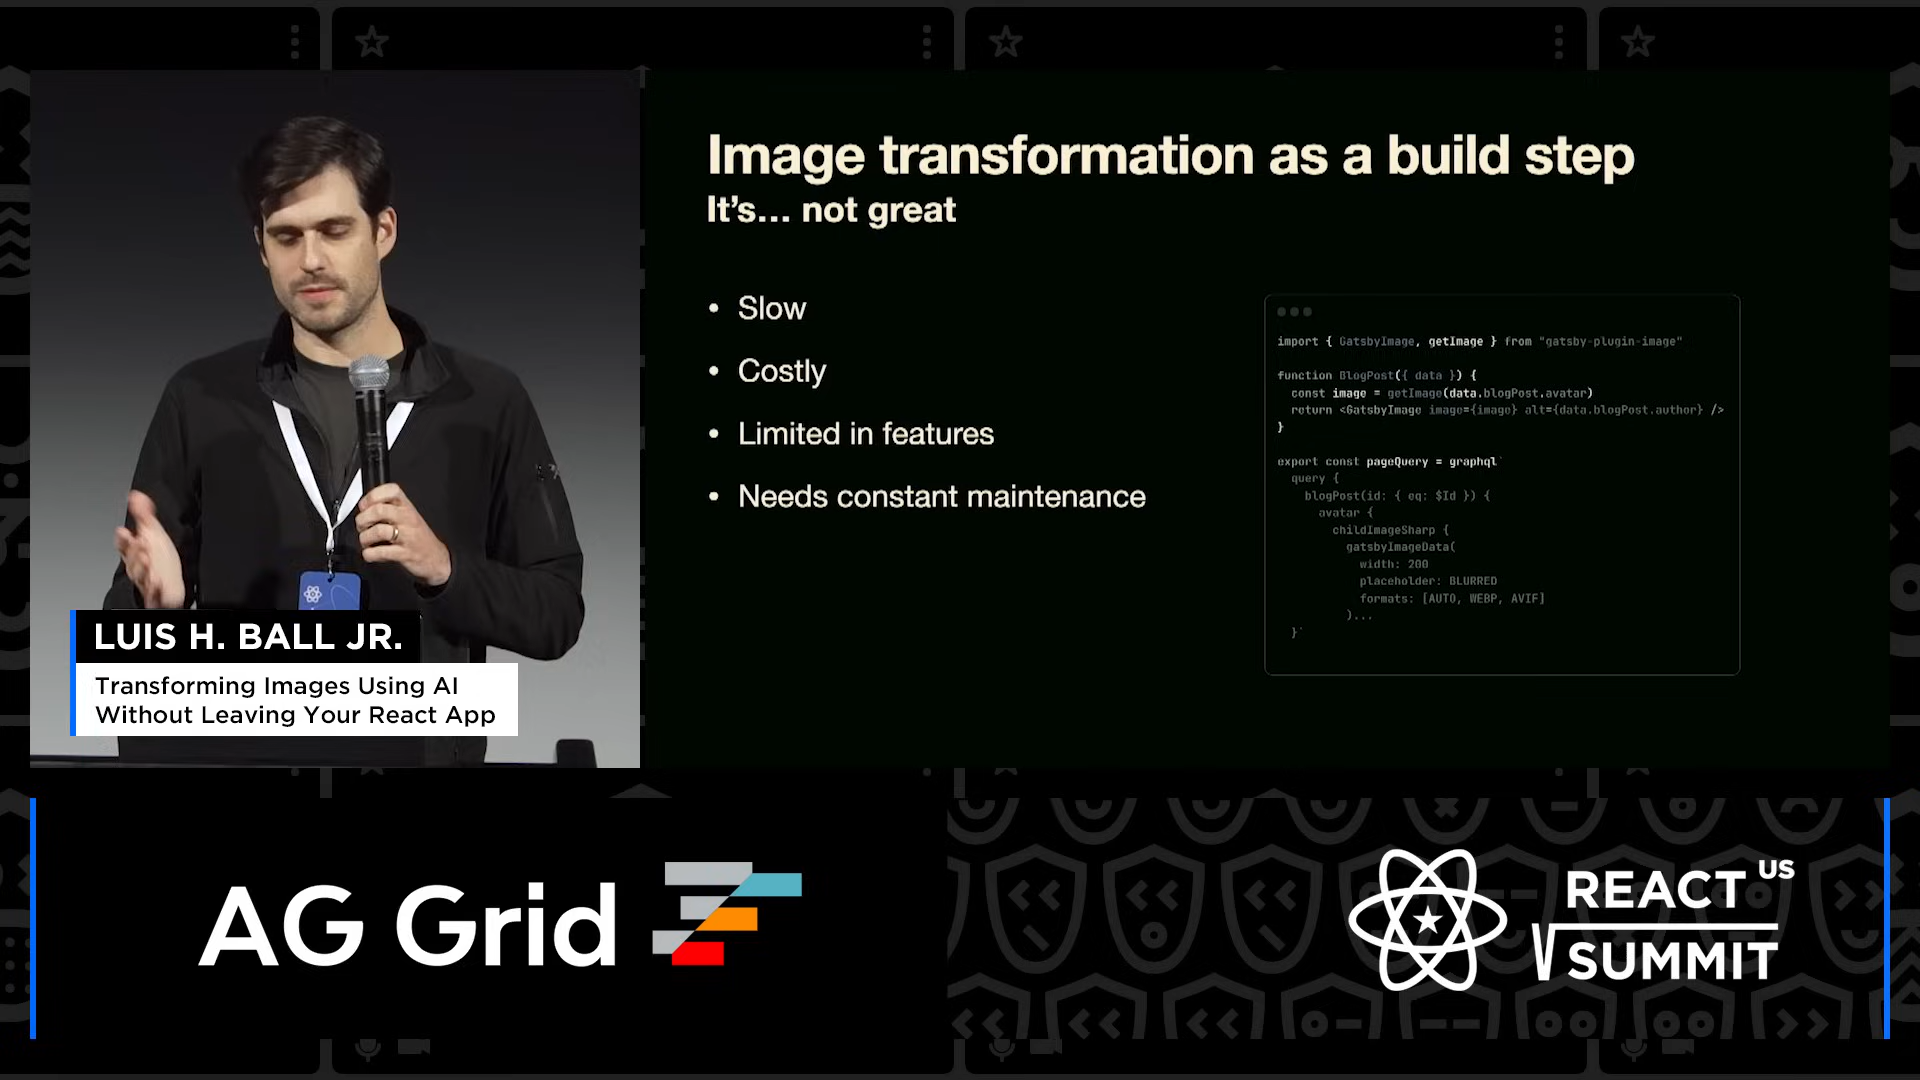 Image transformation as a build step
It's... not great
• Slow
• Costly
• Limited in features
• Needs constant maintenance
import { GatsbyImage, getImage } from "gatsby-plugin-image"
function BlogPost({ data }) {
const image = getImage(data.blogPost.avatar)
return <GatsbyImage image={image} alt={data.blogPost.author} />
}
export const pageQuery = graphql`
query {
blogPost(id: { eq: $Id }) {
avatar {
childImageSharp {
gatsbyImageData(
width: 200
placeholder: BLURRED
formats: [AUTO, WEBP, AVIF]
)...
}`
LUIS H. BALL JR.
Transforming Images Using AI
Without Leaving Your React App
AG Grid
REACT US
SUMMIT